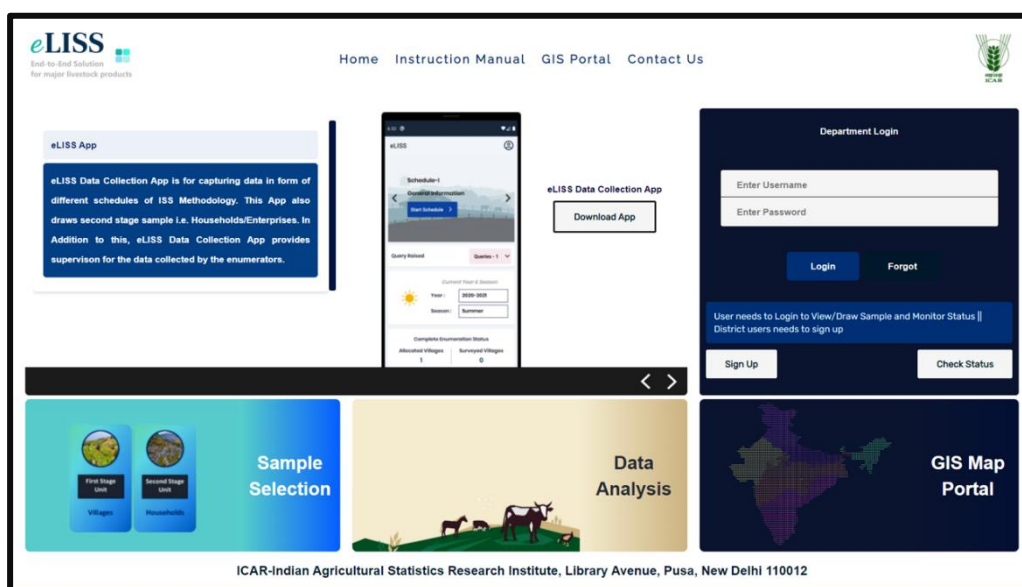 eLISS
End-to-End Solution
for major livestock products
Home Instruction Manual GIS Portal Contact Us
ICAR
eLISS App
eLISS Data Collection App is for capturing data in form of
different schedules of ISS Methodology. This App also
draws second stage sample i.e. Households/Enterprises. In
Addition to this, eLISS Data Collection App provides
supervison for the data collected by the enumerators.
eLISS
Schedule-I
General Information
Start Schedule >
Query Raised
Queries - 1
Current Year & Season
Year : 2020-2021
Season : Summer
Complete Enumeration Status
Allocated Villages Surveyed Villages
1 0
eLISS Data Collection App
Download App
Department Login
Enter Username
Enter Password
Login Forgot
User needs to Login to View/Draw Sample and Monitor Status ||
District users needs to sign up
Sign Up Check Status
First Stage
Unit
Villages
Second Stage
Unit
Households
Sample
Selection
Data
Analysis
GIS Map
Portal
ICAR-Indian Agricultural Statistics Research Institute, Library Avenue, Pusa, New Delhi 110012